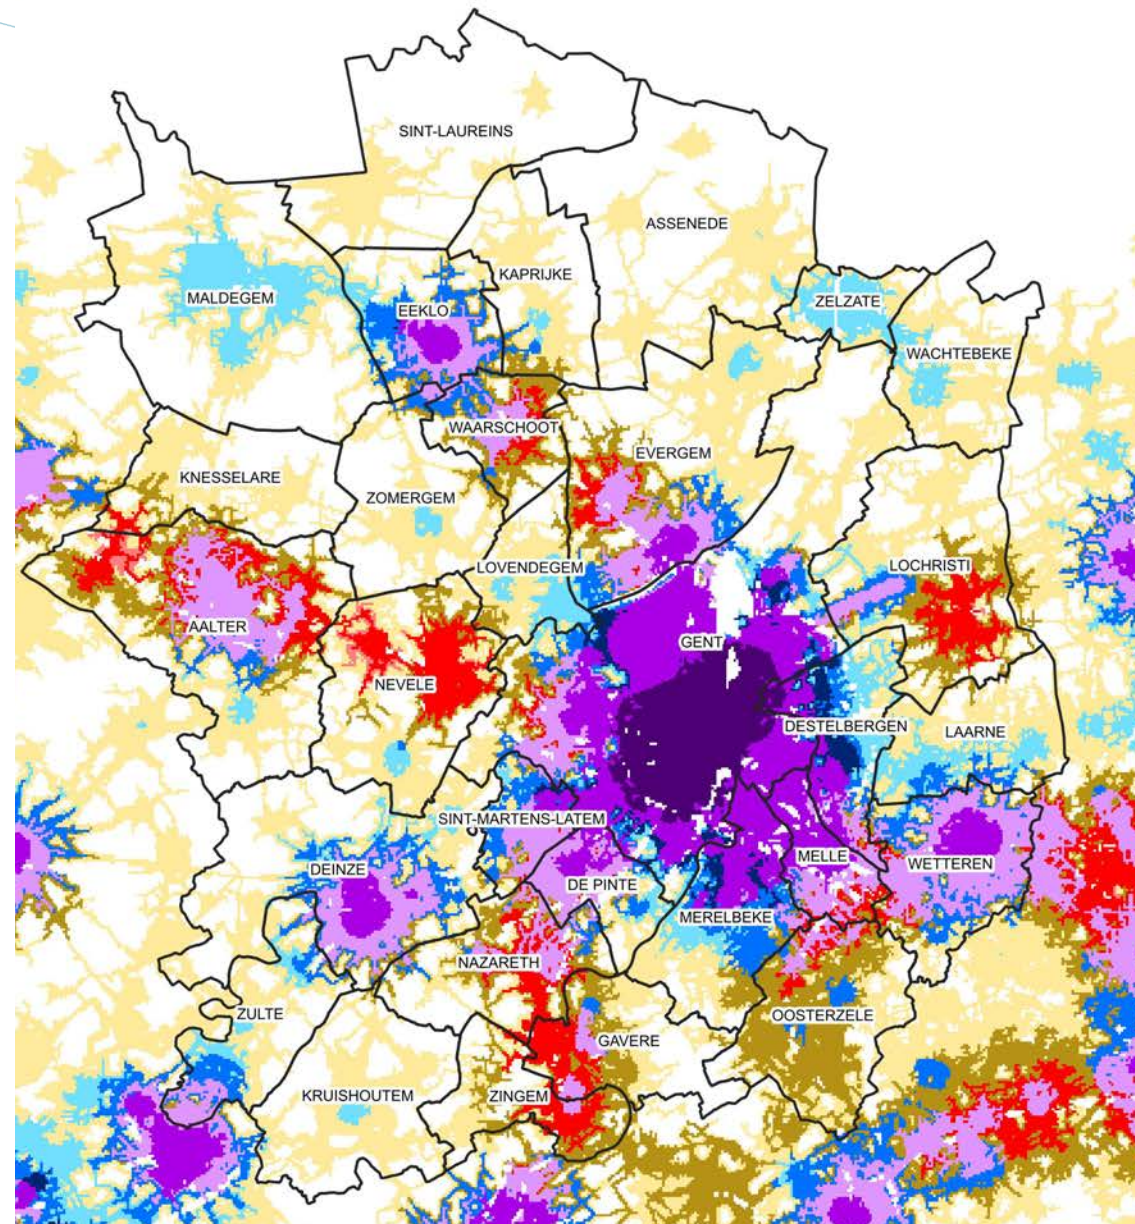 SINT-LAUREINS
ASSENEDE
KAPRIJKE
MALDEGEM
ZELZATE
EEKLO
WACHTEBEKE
WAARSCHOOT
EVERGEM
KNESSELARE
ZOMERGEM
LOVENDEGEM
LOCHRISTI
AALTER
GENT
NEVELE
DESTELBERGEN
LAARNE
SINT-MARTENS-LATEM
DEINZE
MELLE
WETTEREN
DE PINTE
MERELBEKE
NAZARETH
ZULTE
OOSTERZELE
GAVERE
KRUISHOUTEM
ZINGEM